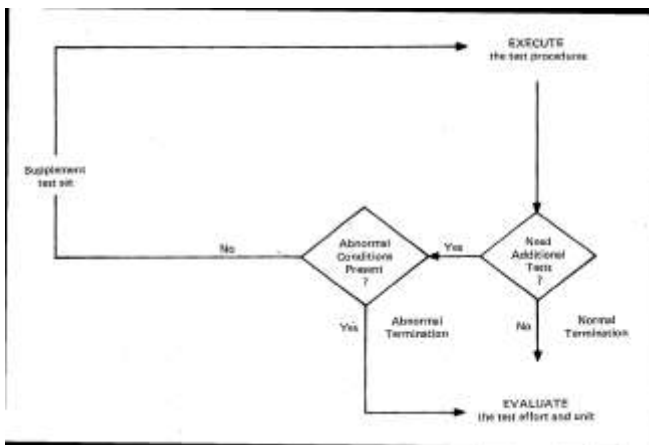 EXECUTE
the test procedures
Supplement
test set
No
Abnormal
Conditions
Present
?
Yes
Need
Additional
Tests
?
Yes
Abnormal
Termination
No
Normal
Termination
EVALUATE
the test effort and unit